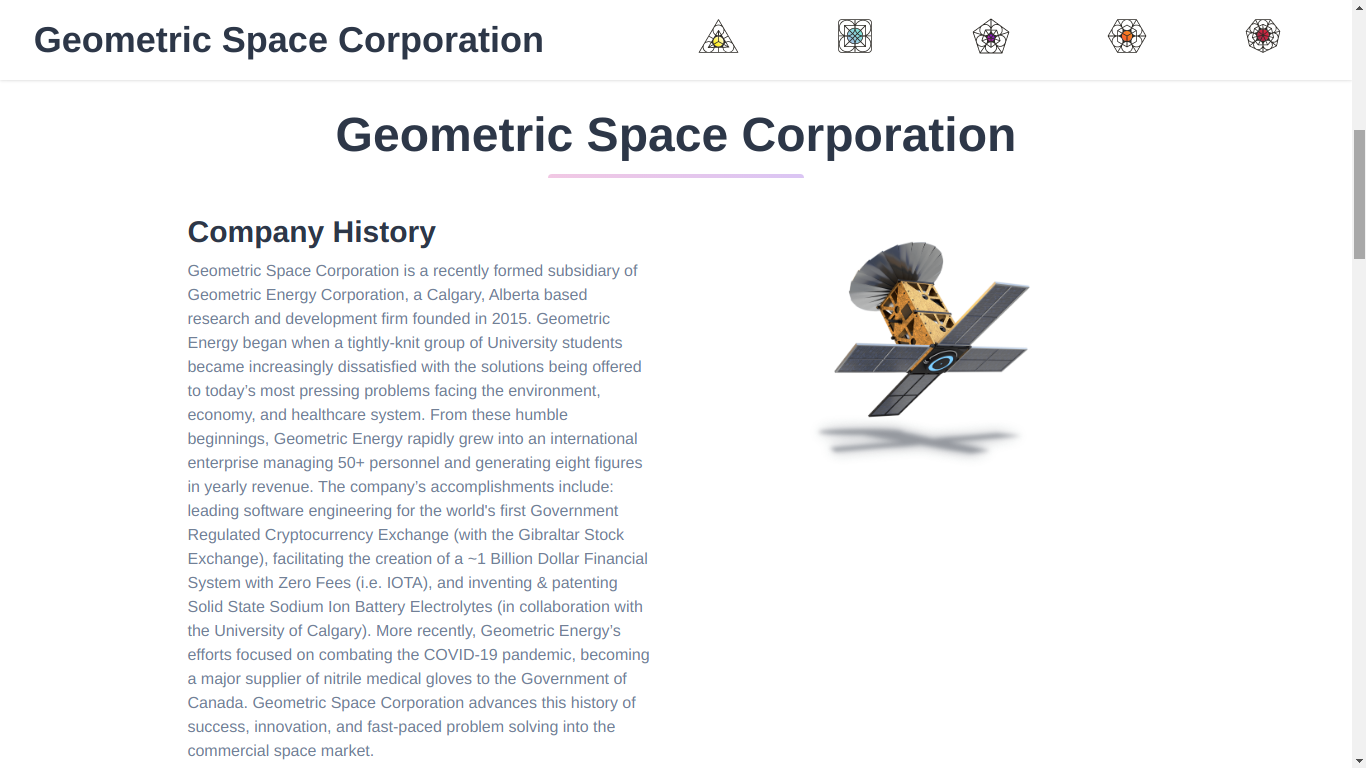 Geometric Space Corporation
Geometric Space Corporation
Company History
Geometric Space Corporation is a recently formed subsidiary of
Geometric Energy Corporation, a Calgary, Alberta based
research and development firm founded in 2015. Geometric
Energy began when a tightly-knit group of University students
became increasingly dissatisfied with the solutions being offered
to today’s most pressing problems facing the environment,
economy, and healthcare system. From these humble
beginnings, Geometric Energy rapidly grew into an international
enterprise managing 50+ personnel and generating eight figures
in yearly revenue. The company’s accomplishments include:
leading software engineering for the world's first Government
Regulated Cryptocurrency Exchange (with the Gibraltar Stock
Exchange), facilitating the creation of a ~1 Billion Dollar Financial
System with Zero Fees (i.e. IOTA), and inventing & patenting
Solid State Sodium Ion Battery Electrolytes (in collaboration with
the University of Calgary). More recently, Geometric Energy’s
efforts focused on combating the COVID-19 pandemic, becoming
a major supplier of nitrile medical gloves to the Government of
Canada. Geometric Space Corporation advances this history of
success, innovation, and fast-paced problem solving into the
commercial space market.